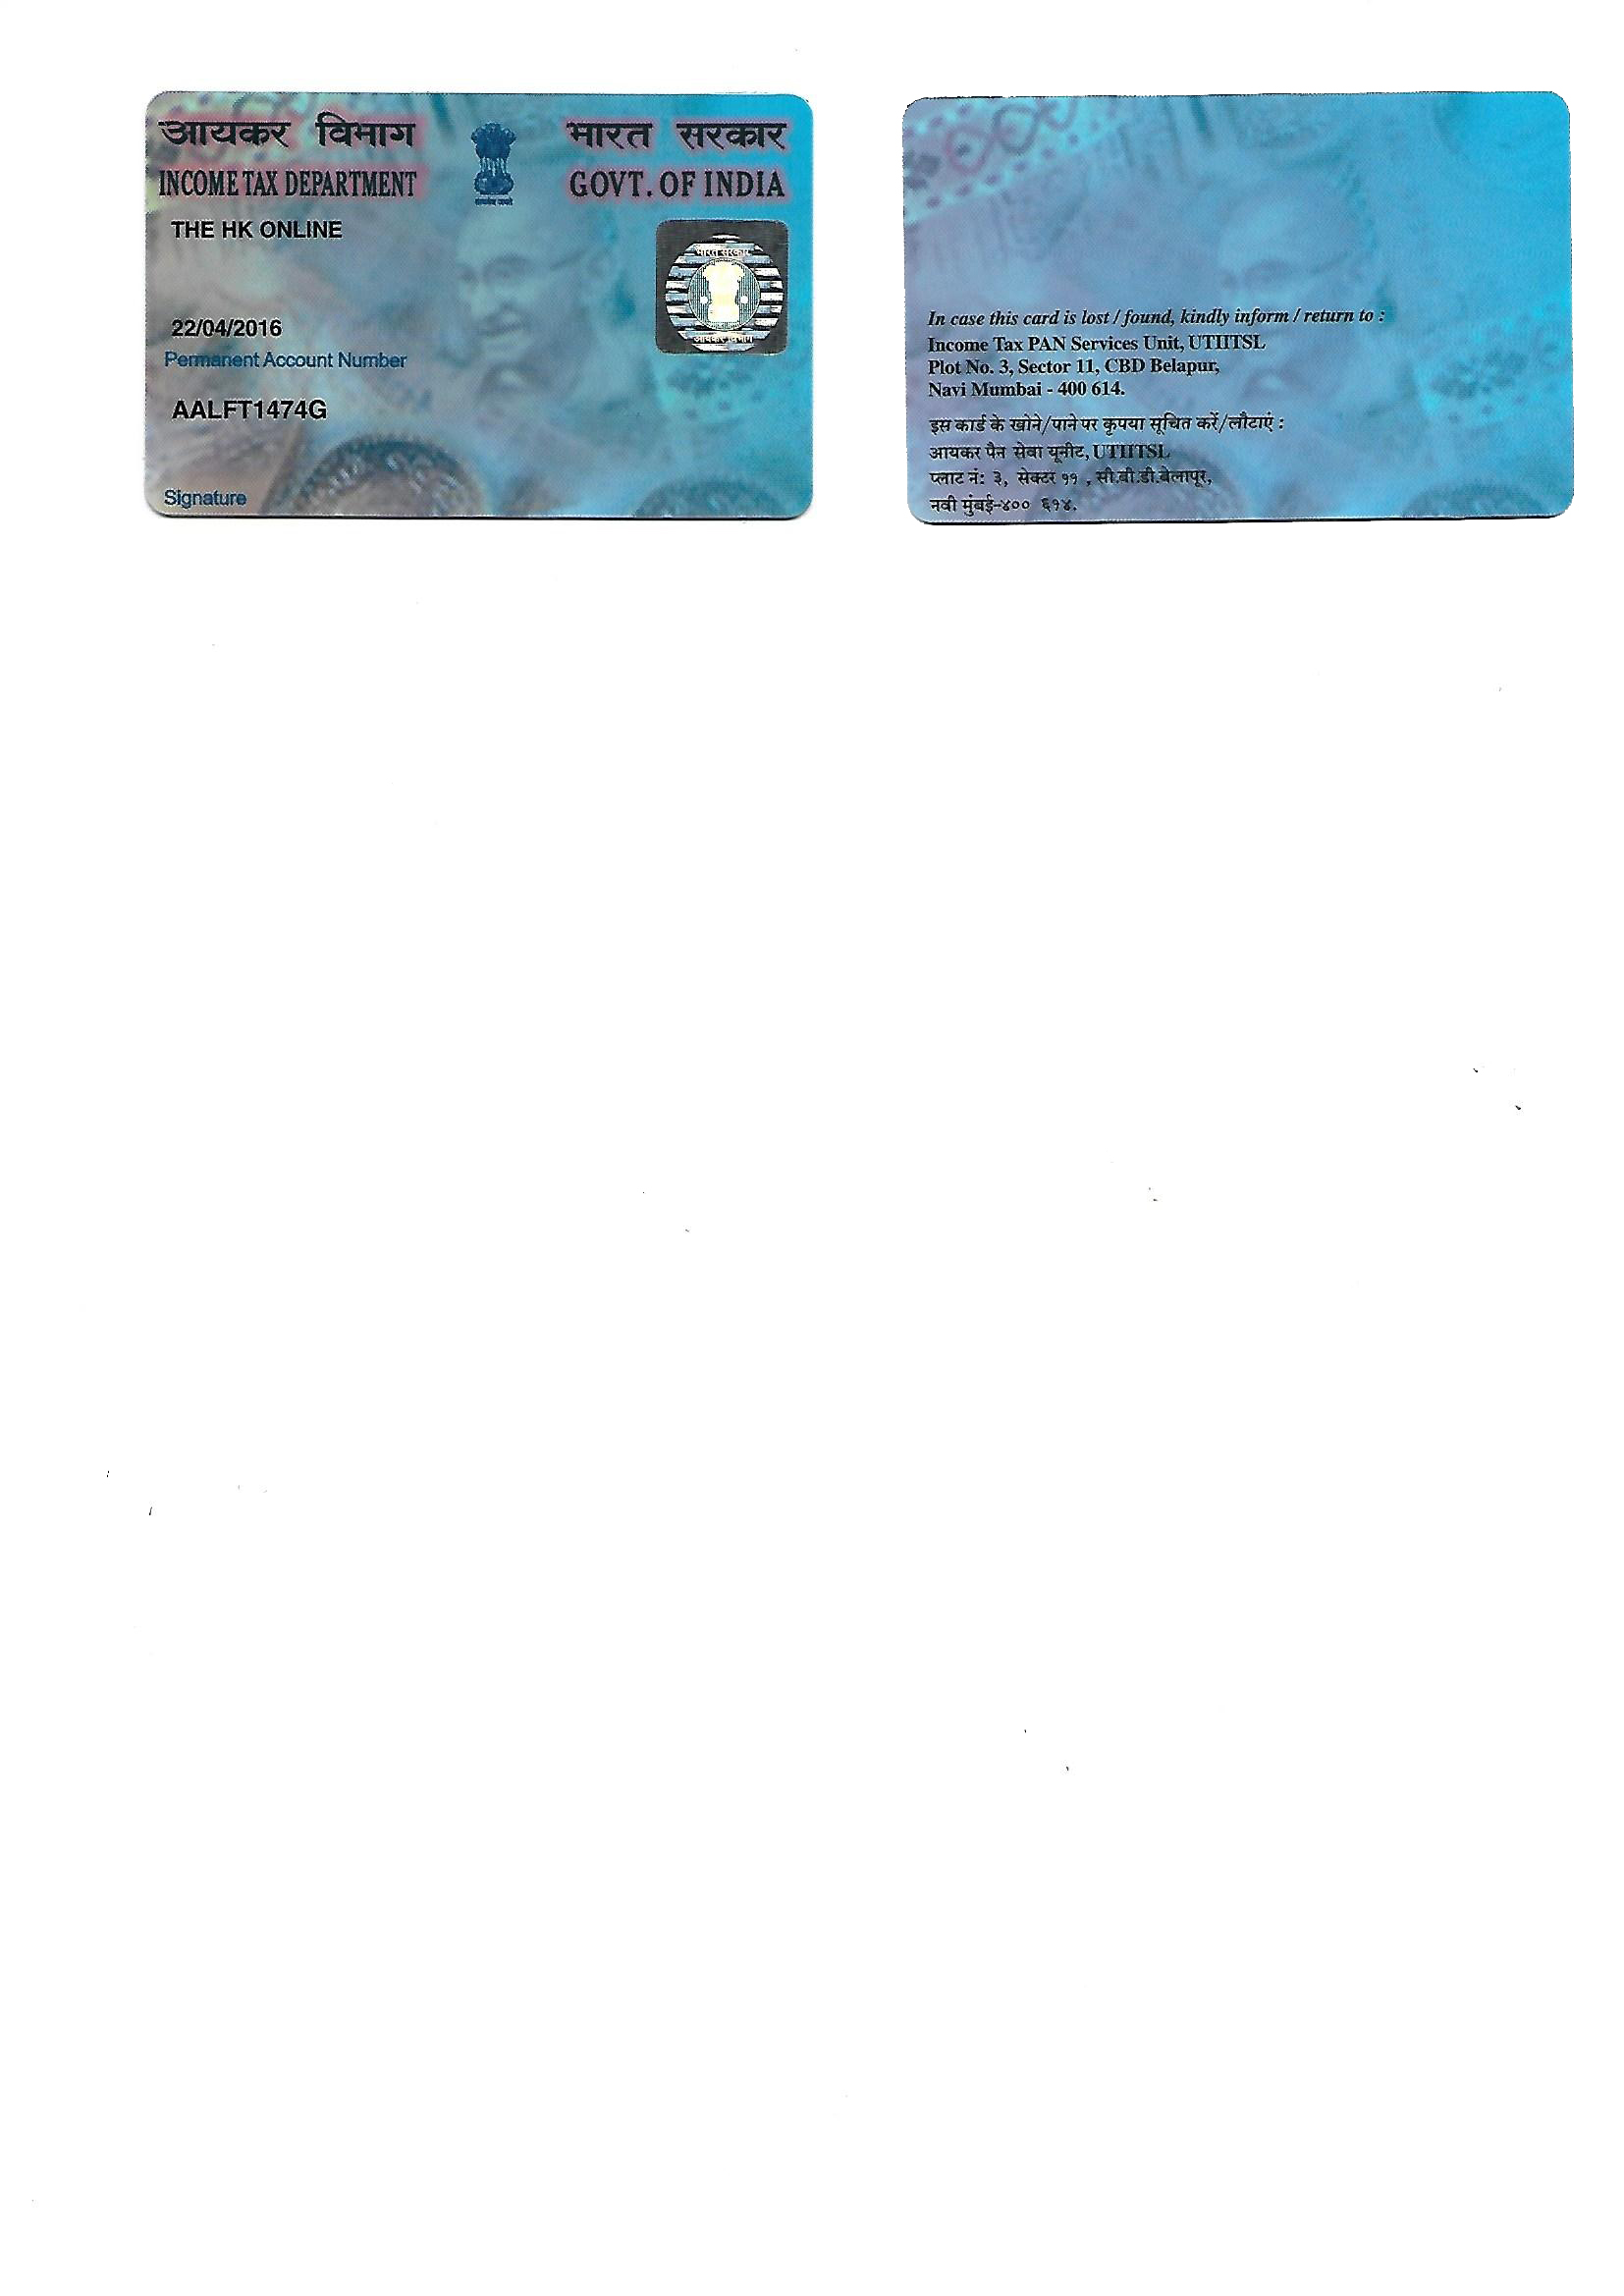 आयकर विभाग
INCOME TAX DEPARTMENT
भारत सरकार
GOVT. OF INDIA
THE HK ONLINE
भारत सरकार
आयकर विभाग
22/04/2016
Permanent Account Number
AALFT1474G
Signature
In case this card is lost / found, kindly inform / return to :
Income Tax PAN Services Unit, UTIITSL
Plot No. 3, Sector 11, CBD Belapur,
Navi Mumbai - 400 614.
इस कार्ड के खोने/पाने पर कृपया सूचित करें/लौटाएं :
आयकर पैन सेवा यूनीट, UTIITSL
प्लाट नं: ३, सेक्टर ११ , सी.बी.डी.बेलापूर,
नवी मुंबई-४०० ६१४.